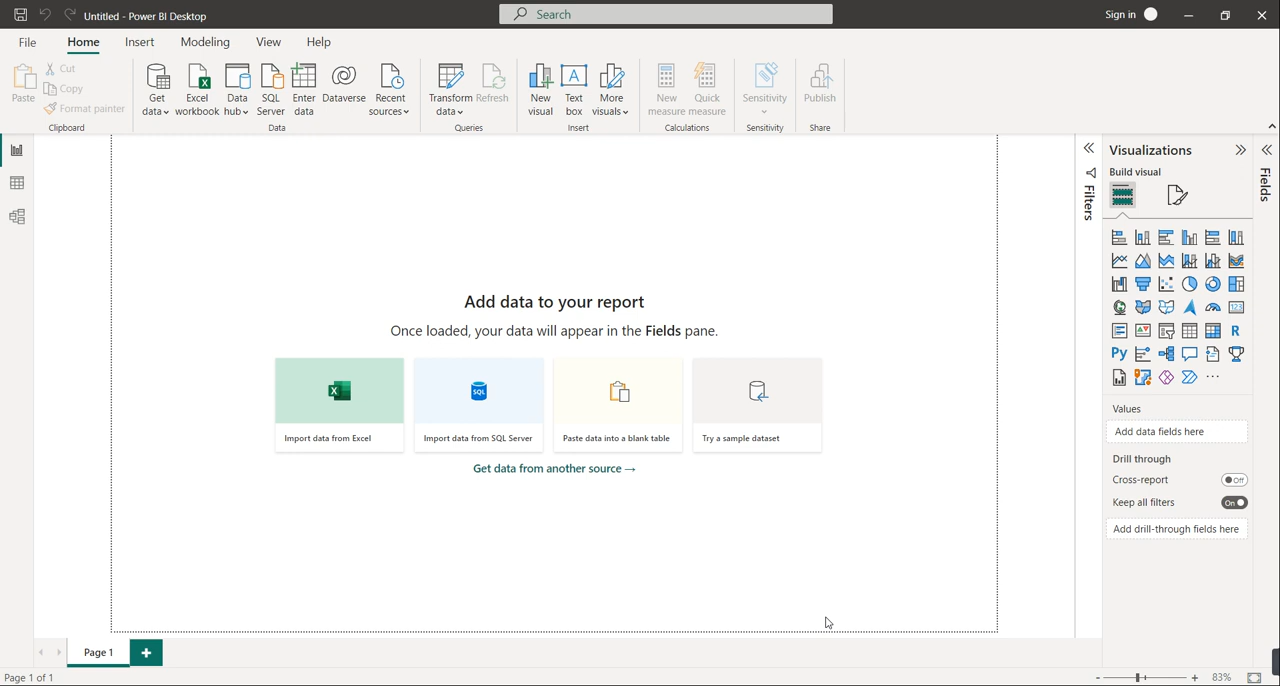 Untitled - Power BI Desktop
Search
Sign in
File
Home
Insert
Modeling
View
Help
Paste
Cut
Copy
Format painter
Clipboard
Get data
Excel workbook
Data hub
SQL Server
Enter data
Dataverse
Recent sources
Data
Transform data
Refresh
Queries
New visual
Text box
More visuals
Insert
New measure
Quick measure
Calculations
Sensitivity
Sensitivity
Publish
Share
Add data to your report
Once loaded, your data will appear in the Fields pane.
SQL
Import data from Excel
Import data from SQL Server
Paste data into a blank table
Try a sample dataset
Get data from another source →
Filters
Visualizations
Build visual
123
R
Py
Values
Add data fields here
Drill through
Cross-report
Off
Keep all filters
On
Add drill-through fields here
Fields
Page 1
Page 1 of 1
83%